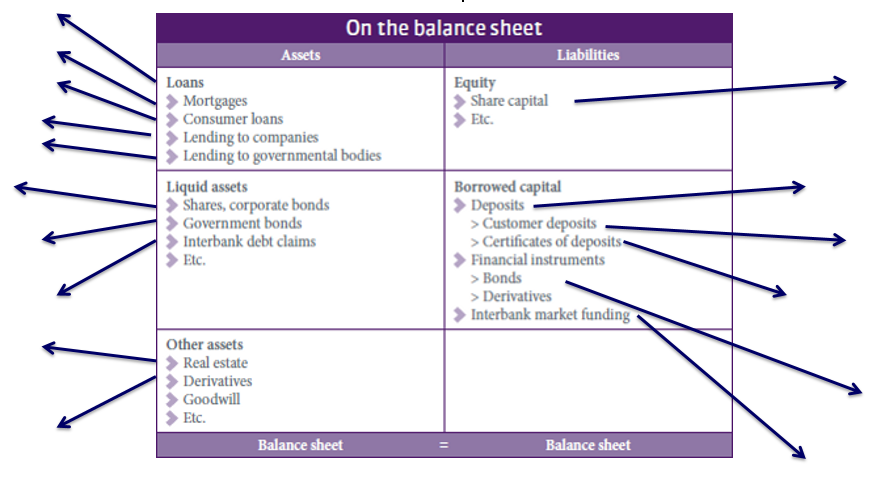 On the balance sheet
Assets
Liabilities
Loans
Mortgages
Consumer loans
Lending to companies
Lending to governmental bodies
Equity
Share capital
Etc.
Liquid assets
Shares, corporate bonds
Government bonds
Interbank debt claims
Etc.
Borrowed capital
Deposits
> Customer deposits
> Certificates of deposits
Financial instruments
> Bonds
> Derivatives
Interbank market funding
Other assets
Real estate
Derivatives
Goodwill
Etc.
Balance sheet = Balance sheet